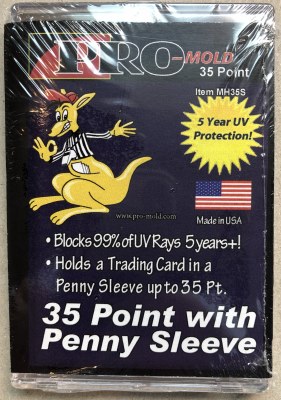 PRO-MOLD
35 Point
Item MH35S
5 Year UV
Protection!
www.pro-mold.com
Made in USA
• Blocks 99% of UV Rays 5 years+!
• Holds a Trading Card in a
Penny Sleeve up to 35 Pt.
35 Point with
Penny Sleeve